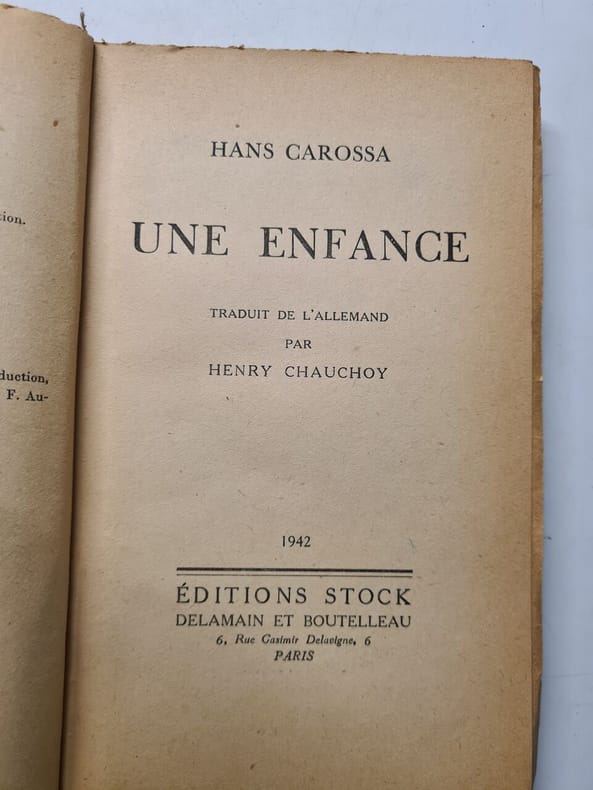 tion.
duction,
F. Au-
HANS CAROSSA
UNE ENFANCE
TRADUIT DE L'ALLEMAND
PAR
HENRY CHAUCHOY
1942
ÉDITIONS STOCK
DELAMAIN ET BOUTELLEAU
6, Rue Casimir Delavigne, 6
PARIS